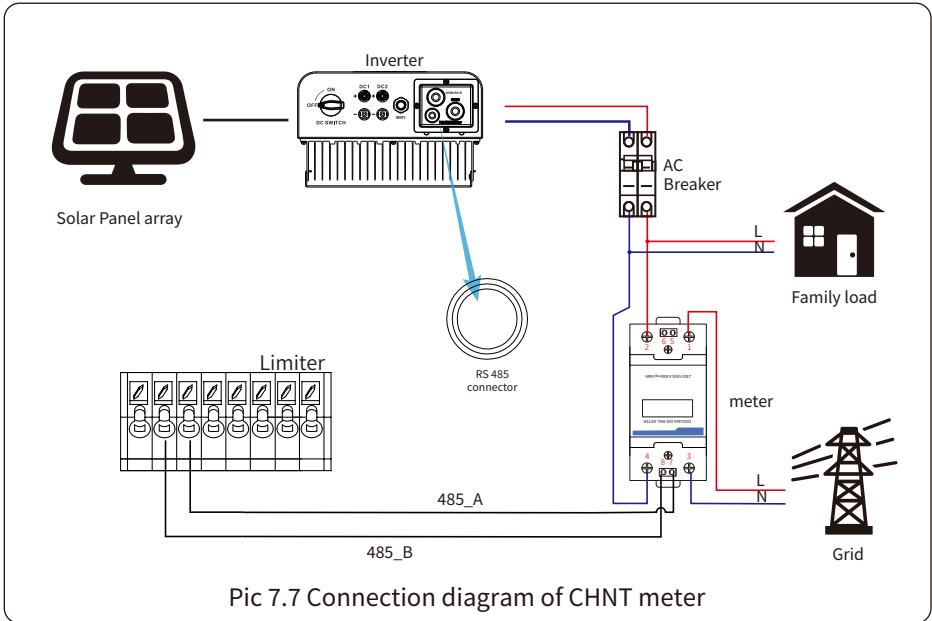 Inverter
ON
OFF
DC SWITCH
DC1 DC2
+ +
- -
WIFI
Solar Panel array
AC
Breaker
L
N
Family load
RS 485
connector
Limiter
2 6 5 1
meter
4 8 7 3
L
N
Grid
485_A
485_B
Pic 7.7 Connection diagram of CHNT meter